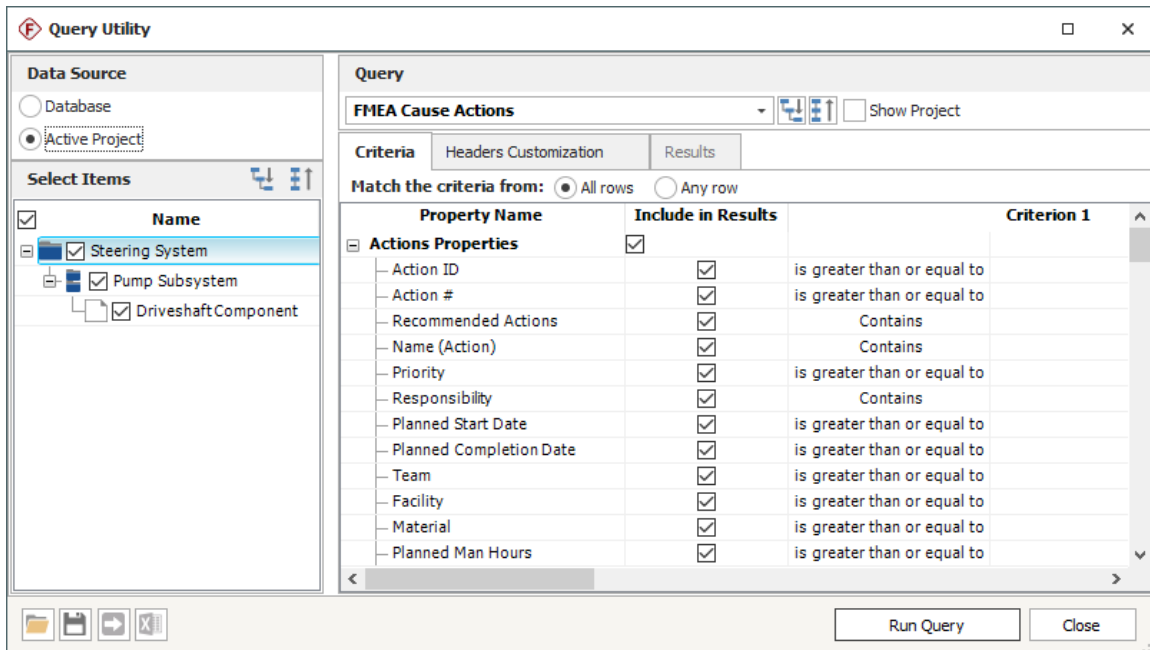 Query Utility
Data Source
Database
Active Project
Select Items
Name
Steering System
Pump Subsystem
Driveshaft Component
Query
FMEA Cause Actions
Show Project
Criteria Headers Customization Results
Match the criteria from: All rows Any row
Property Name Include in Results Criterion 1
Actions Properties
Action ID is greater than or equal to
Action # is greater than or equal to
Recommended Actions Contains
Name (Action) Contains
Priority is greater than or equal to
Responsibility Contains
Planned Start Date is greater than or equal to
Planned Completion Date is greater than or equal to
Team is greater than or equal to
Facility is greater than or equal to
Material is greater than or equal to
Planned Man Hours is greater than or equal to
Run Query Close